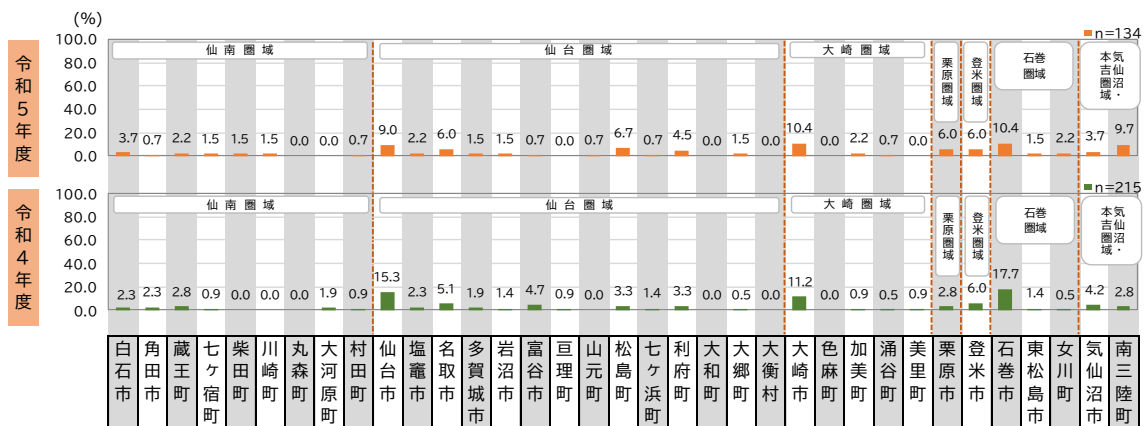 (%)
n=134
令和5年度
100.0
80.0
60.0
40.0
20.0
0.0
仙南圏域
仙台圏域
大崎圏域
栗原圏域
登米圏域
石巻
圏域
気仙沼・
本吉圏域
3.7 0.7 2.2 1.5 1.5 1.5 0.0 0.0 0.7 9.0 2.2 6.0 1.5 1.5 0.7 0.0 0.7 6.7 0.7 4.5 0.0 1.5 0.0 10.4 0.0 2.2 0.7 0.0 6.0 6.0 10.4 1.5 2.2 3.7 9.7
n=215
令和4年度
100.0
80.0
60.0
40.0
20.0
0.0
仙南圏域
仙台圏域
大崎圏域
栗原圏域
登米圏域
石巻
圏域
気仙沼・
本吉圏域
2.3 2.3 2.8 0.9 0.0 0.0 0.0 1.9 0.9 15.3 2.3 5.1 1.9 1.4 4.7 0.9 0.0 3.3 1.4 3.3 0.0 0.5 0.0 11.2 0.0 0.9 0.5 0.9 2.8 6.0 17.7 1.4 0.5 4.2 2.8
白石市
角田市
蔵王町
七ヶ宿町
柴田町
川崎町
丸森町
大河原町
村田町
仙台市
塩竈市
名取市
多賀城市
岩沼市
富谷市
亘理町
山元町
松島町
七ヶ浜町
利府町
大和町
大郷町
大衡村
大崎市
色麻町
加美町
涌谷町
美里町
栗原市
登米市
石巻市
東松島市
女川町
気仙沼市
南三陸町